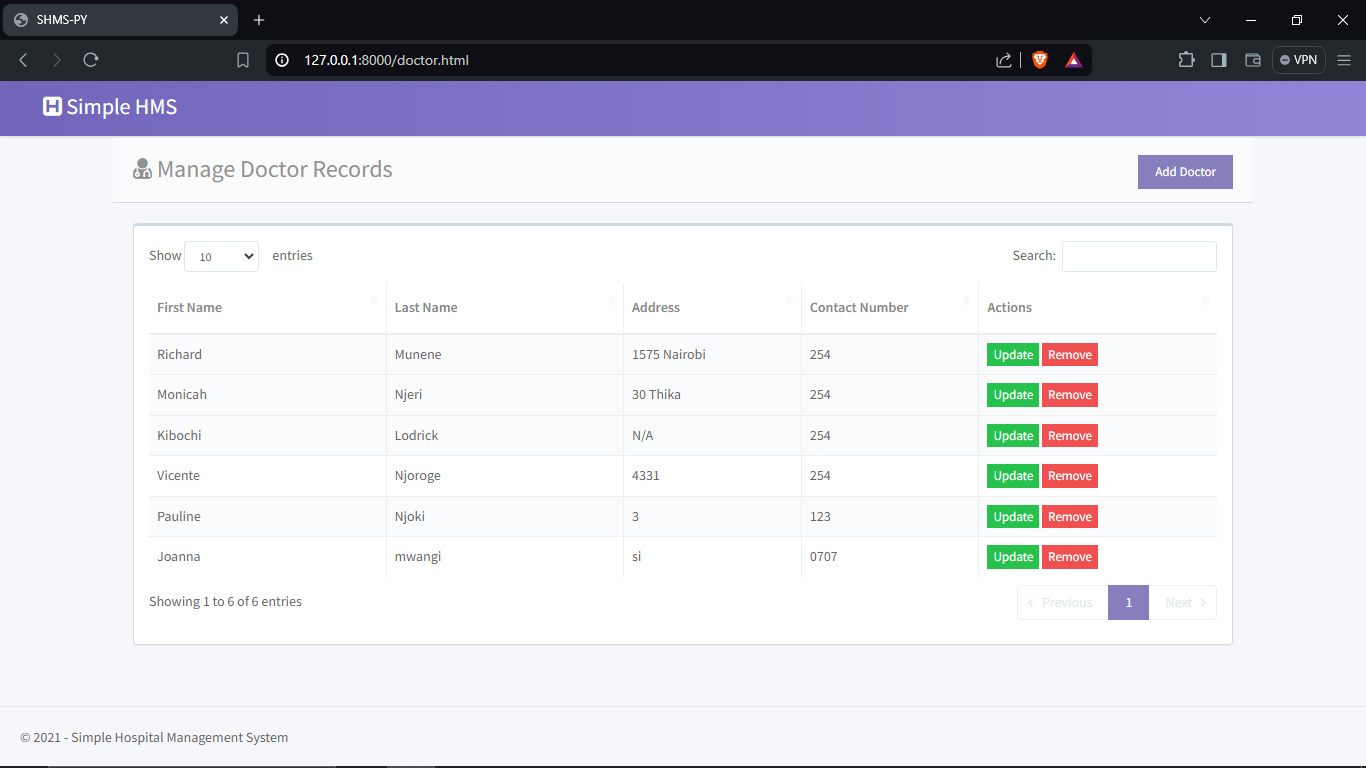 SHMS-PY
127.0.0.1:8000/doctor.html
VPN
H Simple HMS
Manage Doctor Records
Add Doctor
Show 10 entries
Search:
First Name Last Name Address Contact Number Actions
Richard Munene 1575 Nairobi 254 Update Remove
Monicah Njeri 30 Thika 254 Update Remove
Kibochi Lodrick N/A 254 Update Remove
Vicente Njoroge 4331 254 Update Remove
Pauline Njoki 3 123 Update Remove
Joanna mwangi si 0707 Update Remove
Showing 1 to 6 of 6 entries
Previous 1 Next
© 2021 - Simple Hospital Management System